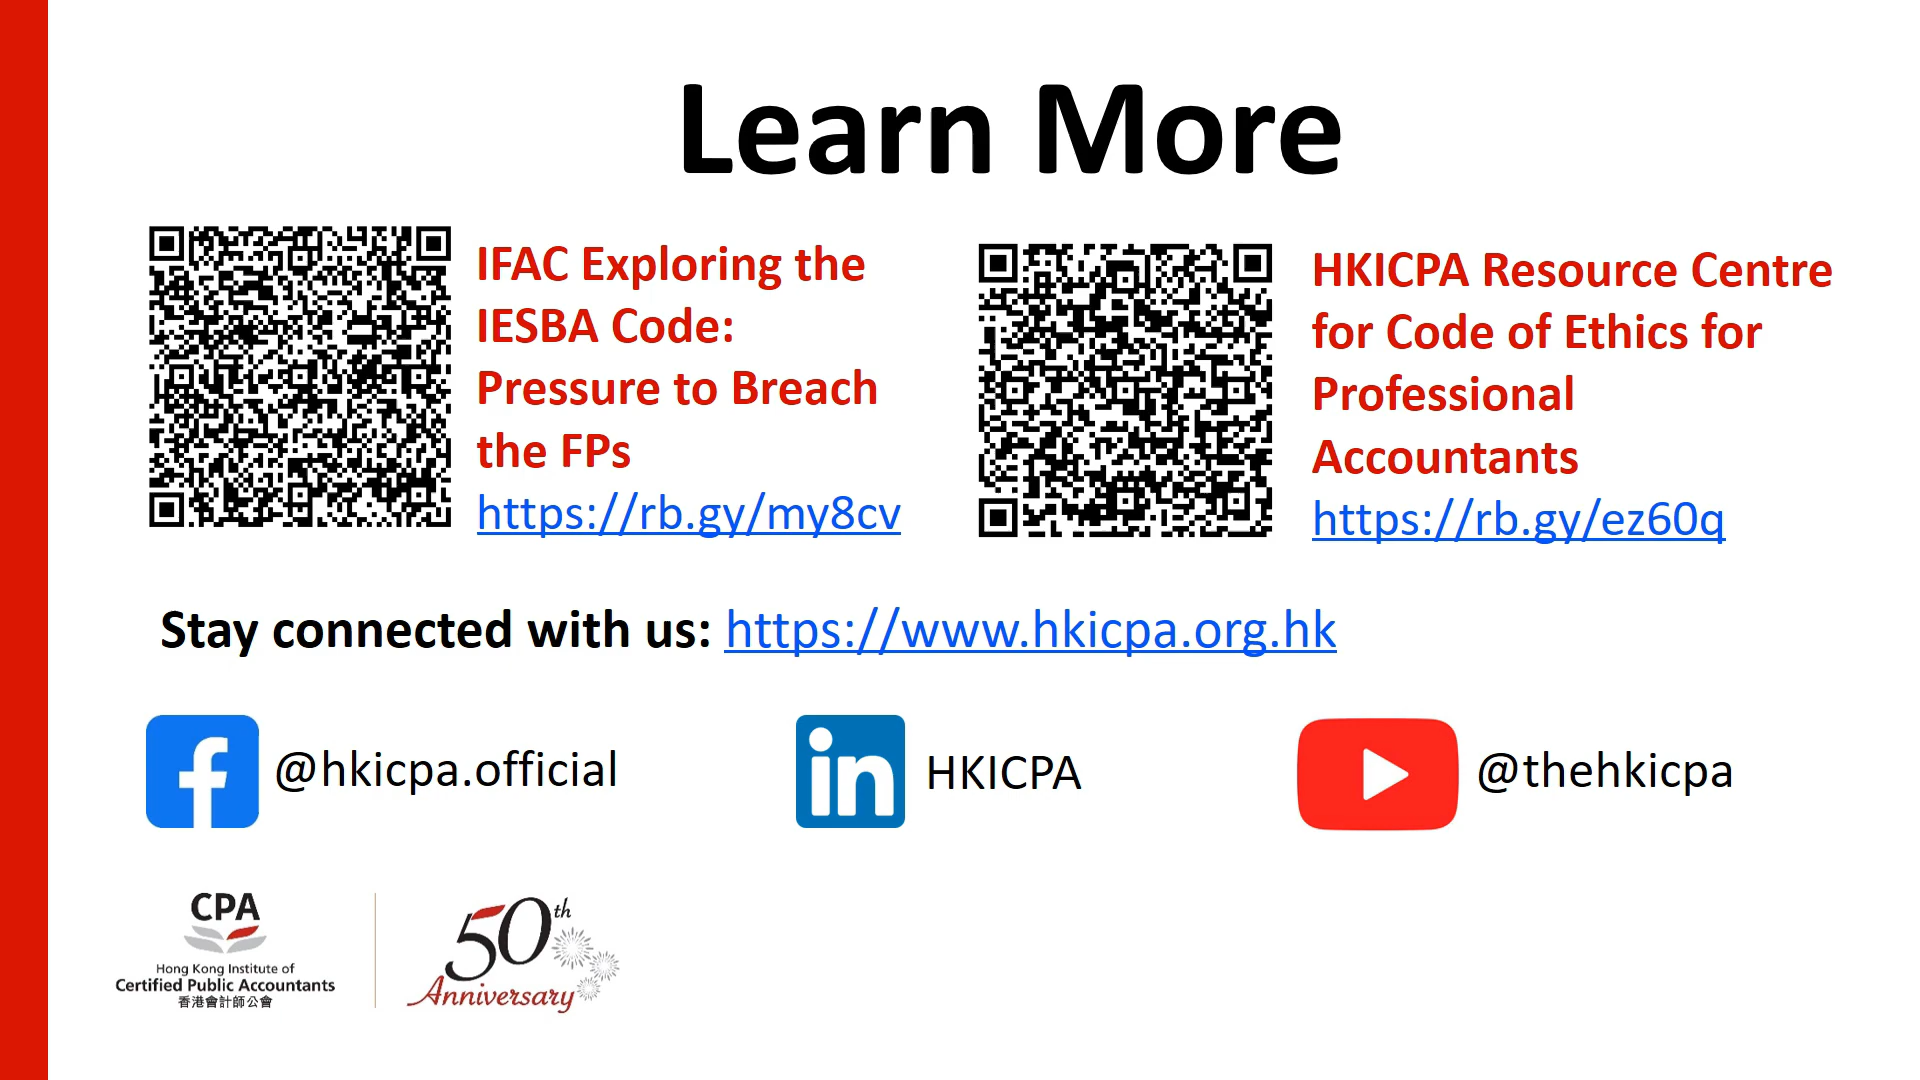 Learn More
IFAC Exploring the
IESBA Code:
Pressure to Breach
the FPs
https://rb.gy/my8cv
HKICPA Resource Centre
for Code of Ethics for
Professional
Accountants
https://rb.gy/ez60q
Stay connected with us: https://www.hkicpa.org.hk
@hkicpa.official
in HKICPA
@thehkicpa
CPA
Hong Kong Institute of
Certified Public Accountants
香港會計師公會
50th
Anniversary